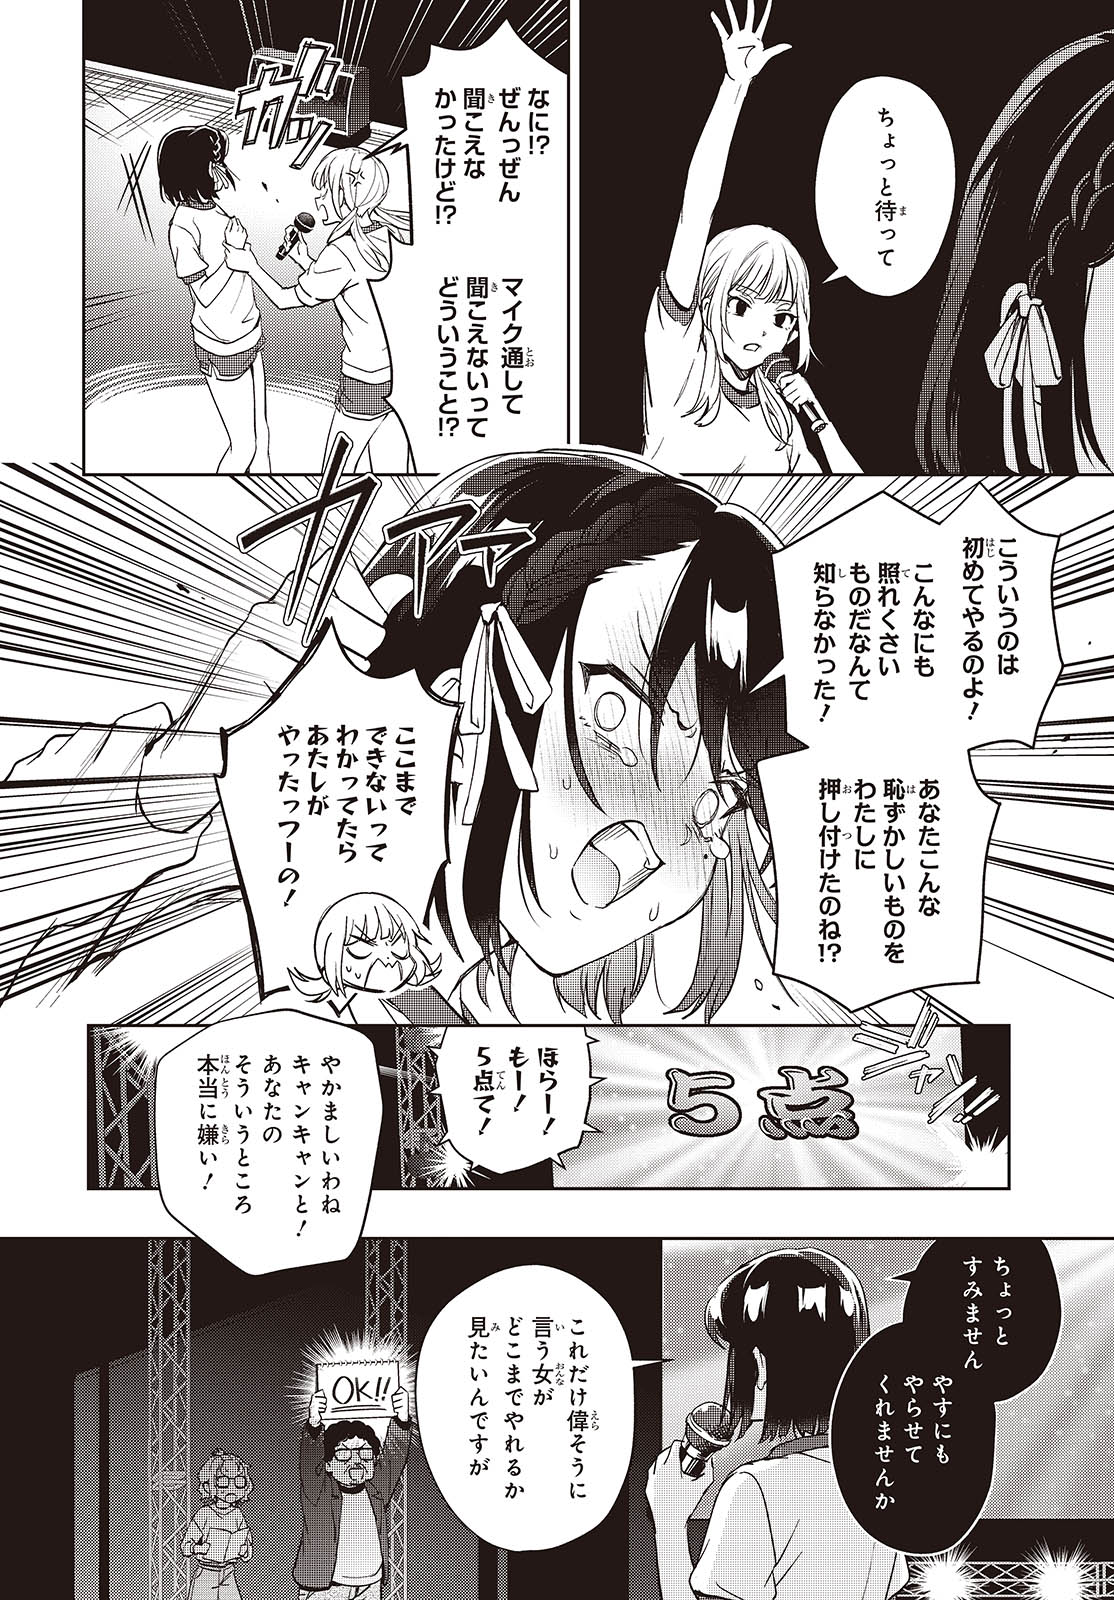 ちょっと待って
なに!?
ぜんっぜん
聞こえな
かったけど!?
マイク通して
聞こえないって
どういうこと!?
ガガガッ
こういうのは
初めてやるのよ!
こんなにも
照れくさい
ものだなんて
知らなかった!
あなたこんな
恥ずかしいものを
わたしに
押し付けたのね!?
カアァァ
ここまで
できないって
わかってたら
あたしが
やったっつーの!
5点
ほらー!
もー!
5点て!
やかましいわね
キャンキャンと!
あなたの
そういうところ
本当に嫌い!
ちょっと
すみません
やすにも
やらせて
くれませんか
これだけ偉そうに
言う女が
どこまでやれるか
見たいんですが
OK!!